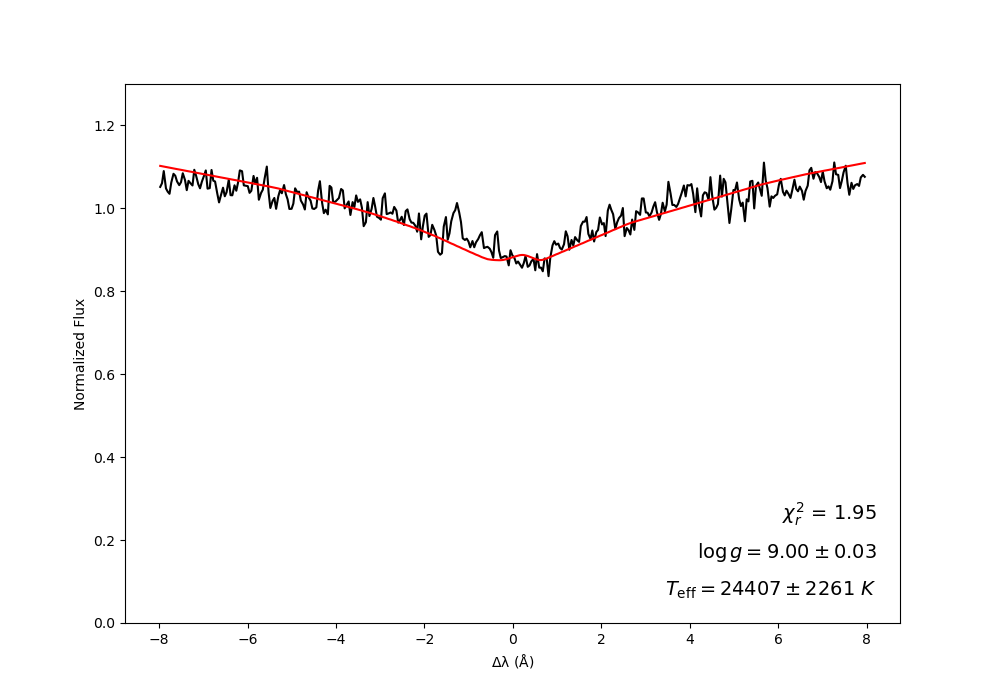 1.2
1.0
0.8
0.6
0.4
0.2
0.0
Normalized Flux
χ²ᵣ = 1.95
log g = 9.00 ± 0.03
T_eff = 24407 ± 2261 K
−8 −6 −4 −2 0 2 4 6 8
Δλ (Å)